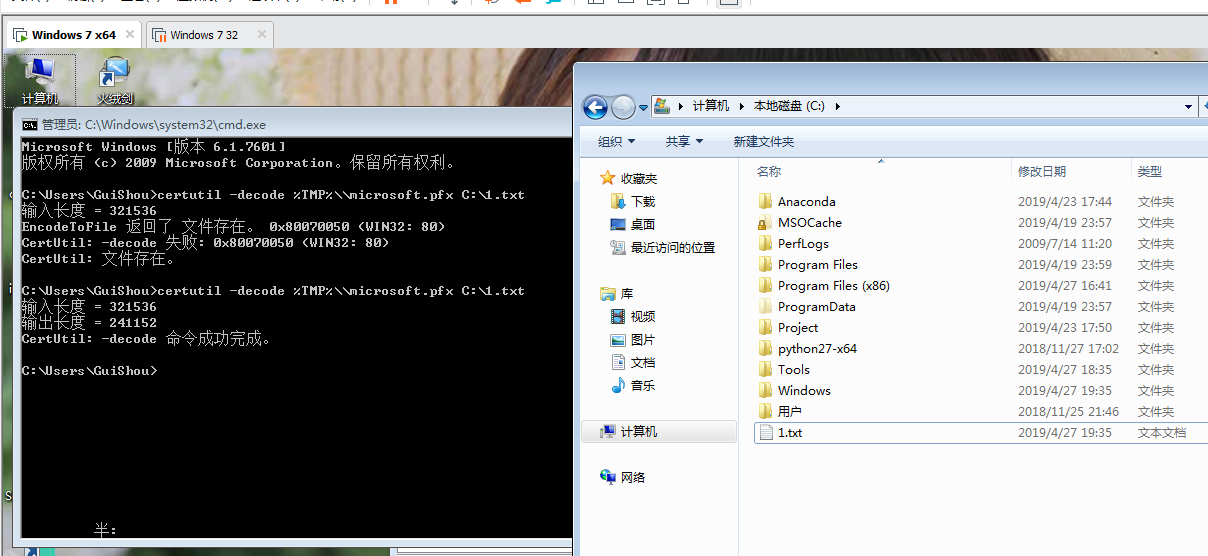 Windows 7 x64
Windows 7 32
计算机
火绒剑
管理员: C:\Windows\system32\cmd.exe
Microsoft Windows [版本 6.1.7601]
版权所有 (c) 2009 Microsoft Corporation。保留所有权利。
C:\Users\GuiShou>certutil -decode %TMP%\\microsoft.pfx C:\1.txt
输入长度 = 321536
EncodeToFile 返回了 文件存在。 0x80070050 (WIN32: 80)
CertUtil: -decode 失败: 0x80070050 (WIN32: 80)
CertUtil: 文件存在。
C:\Users\GuiShou>certutil -decode %TMP%\\microsoft.pfx C:\1.txt
输入长度 = 321536
输出长度 = 241152
CertUtil: -decode 命令成功完成。
C:\Users\GuiShou>
半:
计算机 本地磁盘 (C:)
组织 共享 新建文件夹
收藏夹
下载
桌面
最近访问的位置
库
视频
图片
文档
音乐
计算机
网络
名称 修改日期 类型
Anaconda 2019/4/23 17:44 文件夹
MSOCache 2019/4/19 23:57 文件夹
PerfLogs 2009/7/14 11:20 文件夹
Program Files 2019/4/19 23:59 文件夹
Program Files (x86) 2019/4/27 16:41 文件夹
ProgramData 2019/4/19 23:57 文件夹
Project 2019/4/23 17:50 文件夹
python27-x64 2018/11/27 17:02 文件夹
Tools 2019/4/27 18:35 文件夹
Windows 2019/4/27 19:35 文件夹
用户 2018/11/25 21:46 文件夹
1.txt 2019/4/27 19:35 文本文档